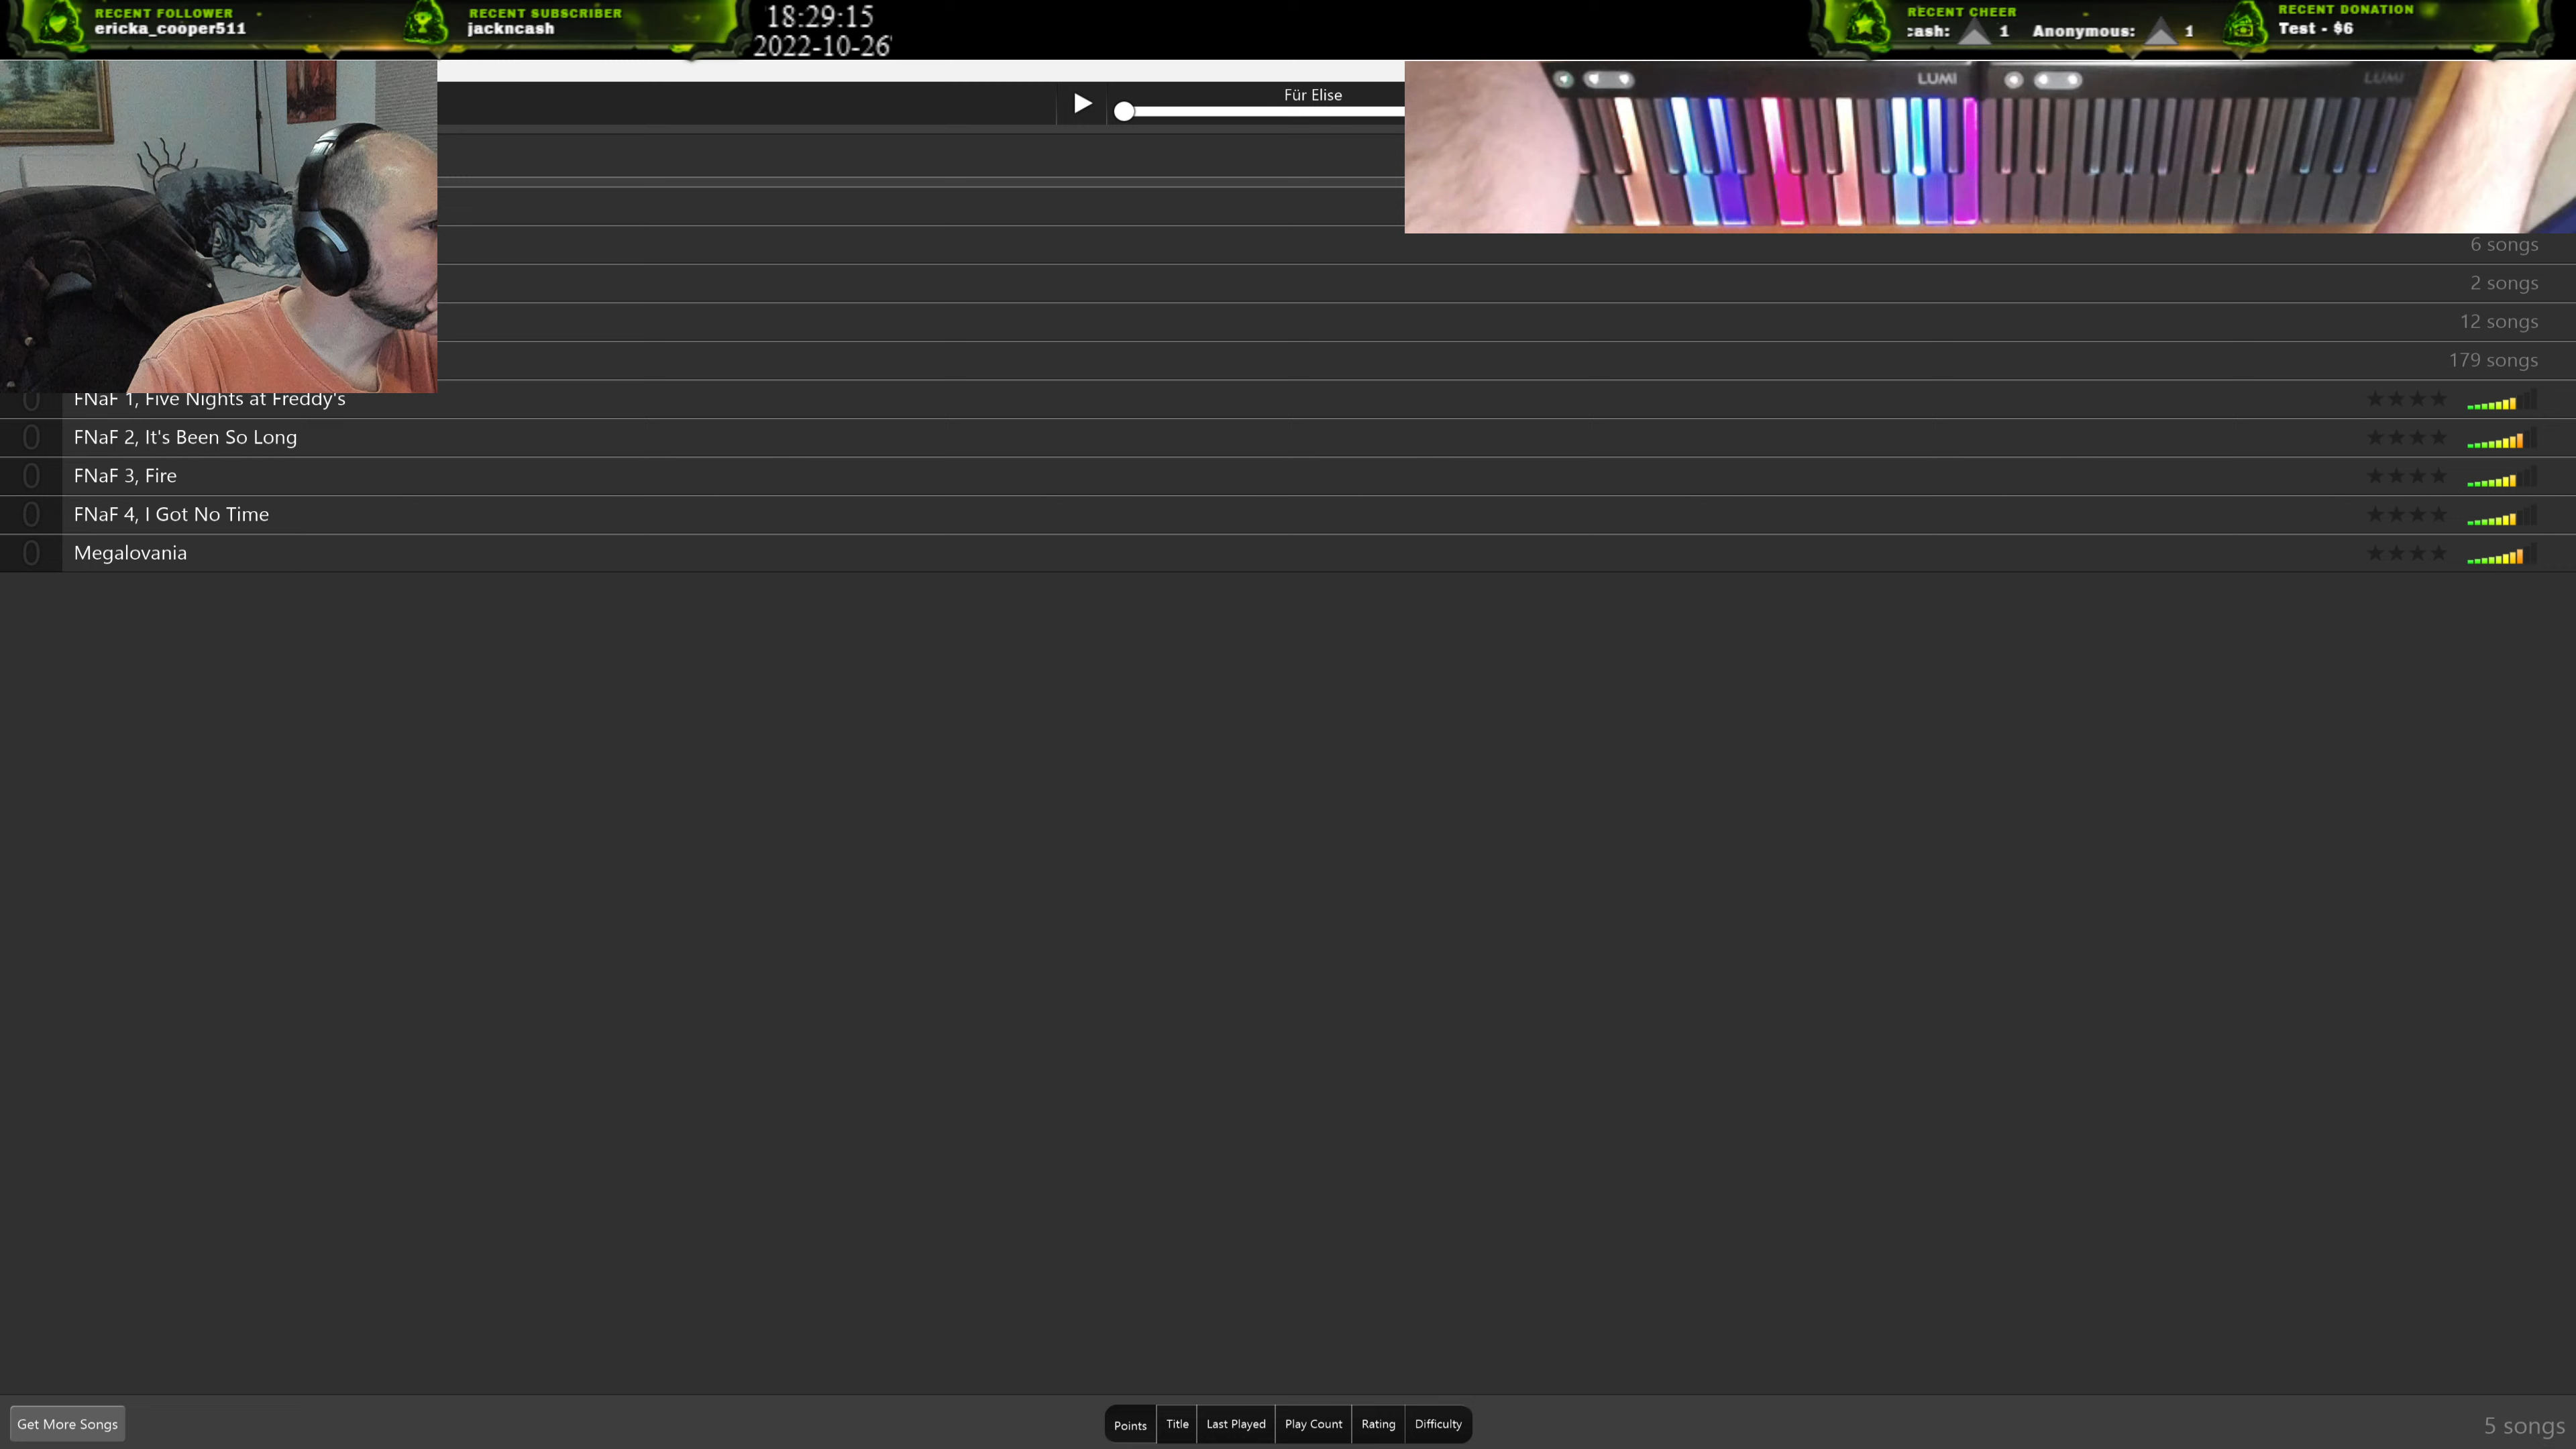 RECENT FOLLOWER
ericka_cooper511
RECENT SUBSCRIBER
jackncash
18:29:15
2022-10-26
RECENT CHEER
:ash: 1 Anonymous: 1
RECENT DONATION
Test - $6
Für Elise
LUMI
LUMI
6 songs
2 songs
12 songs
179 songs
0 FNaF 1, Five Nights at Freddy's
0 FNaF 2, It's Been So Long
0 FNaF 3, Fire
0 FNaF 4, I Got No Time
0 Megalovania
Get More Songs
Points Title Last Played Play Count Rating Difficulty
5 songs